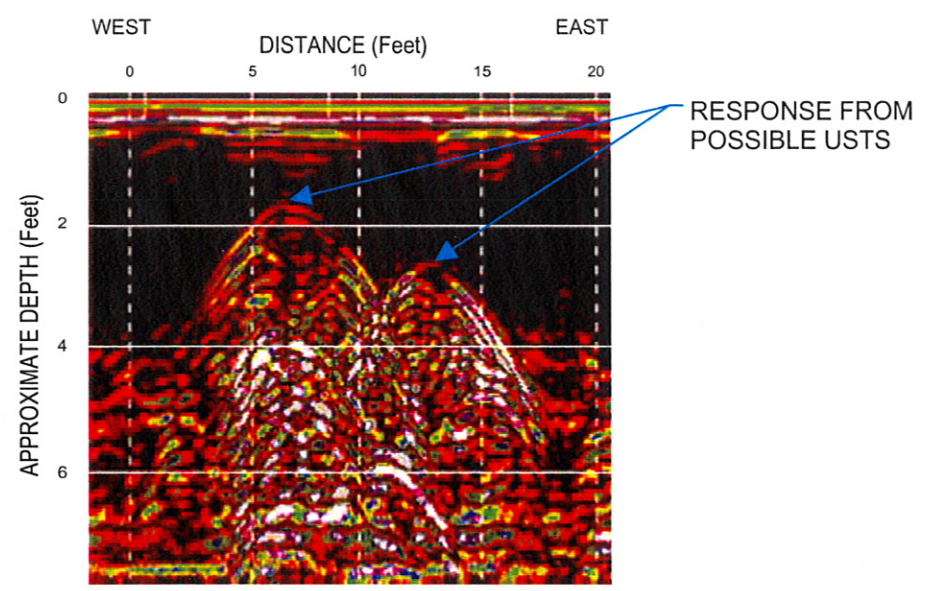 WEST
EAST
DISTANCE (Feet)
0 5 10 15 20
0
RESPONSE FROM
POSSIBLE USTS
2
4
6
APPROXIMATE DEPTH (Feet)